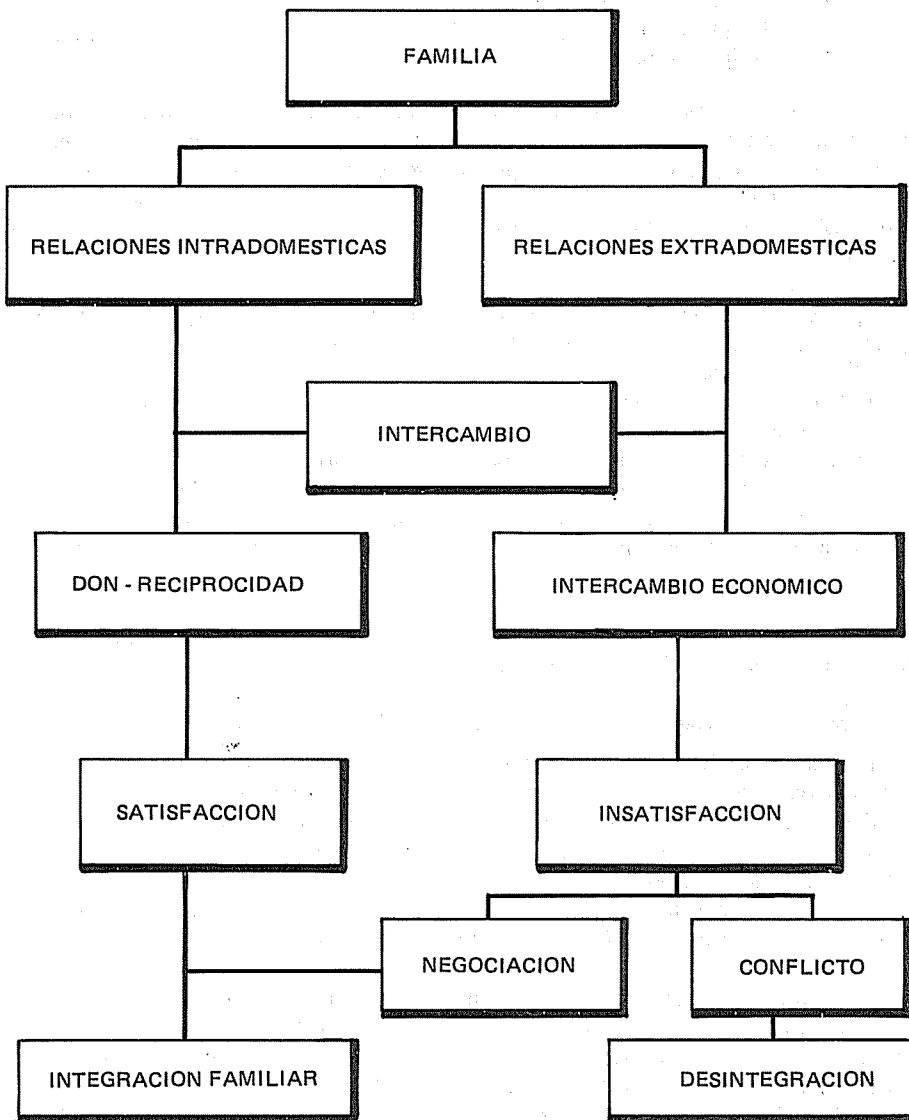 FAMILIA
RELACIONES INTRADOMESTICAS
RELACIONES EXTRADOMESTICAS
INTERCAMBIO
DON - RECIPROCIDAD
INTERCAMBIO ECONOMICO
SATISFACCION
INSATISFACCION
NEGOCIACION
CONFLICTO
INTEGRACION FAMILIAR
DESINTEGRACION